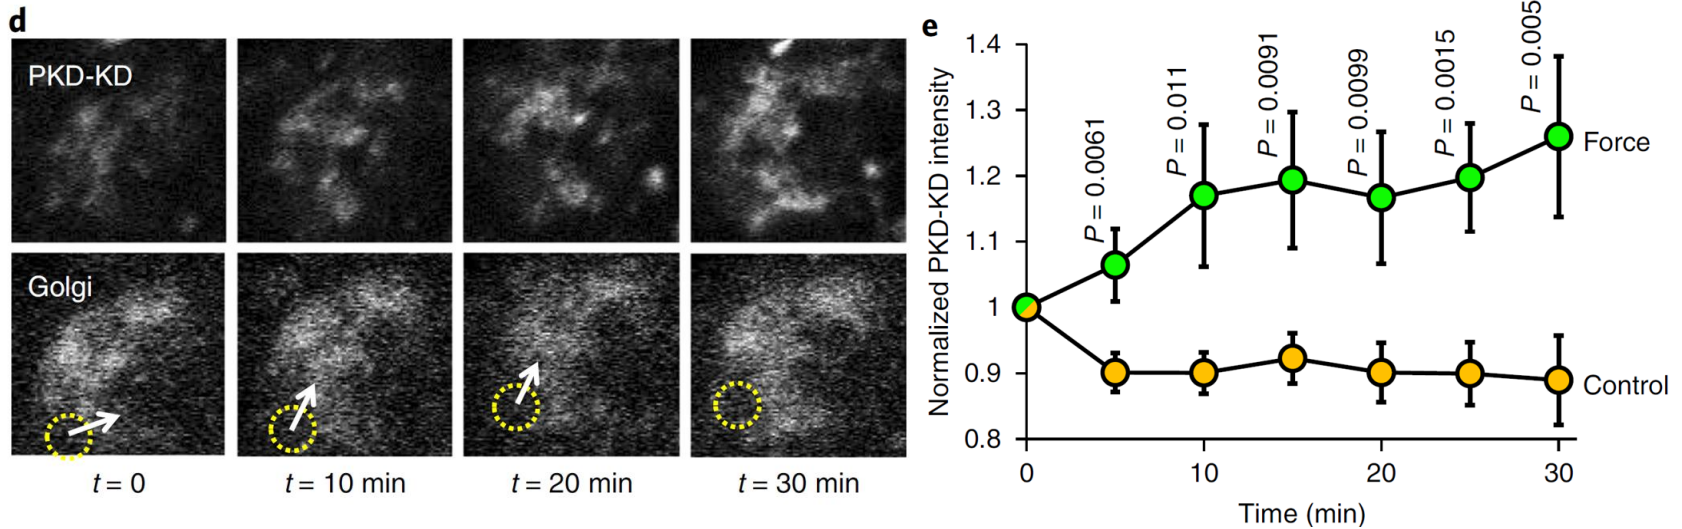 d
PKD-KD
Golgi
t = 0
t = 10 min
t = 20 min
t = 30 min
e
Normalized PKD-KD intensity
1.4
1.3
1.2
1.1
1
0.9
0.8
P = 0.0061
P = 0.011
P = 0.0091
P = 0.0099
P = 0.0015
P = 0.005
Force
Control
0
10
20
30
Time (min)